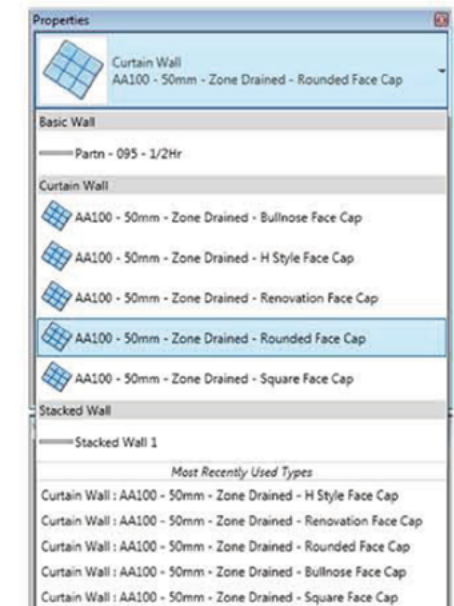 Properties
Curtain Wall
AA100 - 50mm - Zone Drained - Rounded Face Cap
Basic Wall
Partn - 095 - 1/2Hr
Curtain Wall
AA100 - 50mm - Zone Drained - Bullnose Face Cap
AA100 - 50mm - Zone Drained - H Style Face Cap
AA100 - 50mm - Zone Drained - Renovation Face Cap
AA100 - 50mm - Zone Drained - Rounded Face Cap
AA100 - 50mm - Zone Drained - Square Face Cap
Stacked Wall
Stacked Wall 1
Most Recently Used Types
Curtain Wall : AA100 - 50mm - Zone Drained - H Style Face Cap
Curtain Wall : AA100 - 50mm - Zone Drained - Renovation Face Cap
Curtain Wall : AA100 - 50mm - Zone Drained - Rounded Face Cap
Curtain Wall : AA100 - 50mm - Zone Drained - Bullnose Face Cap
Curtain Wall : AA100 - 50mm - Zone Drained - Square Face Cap